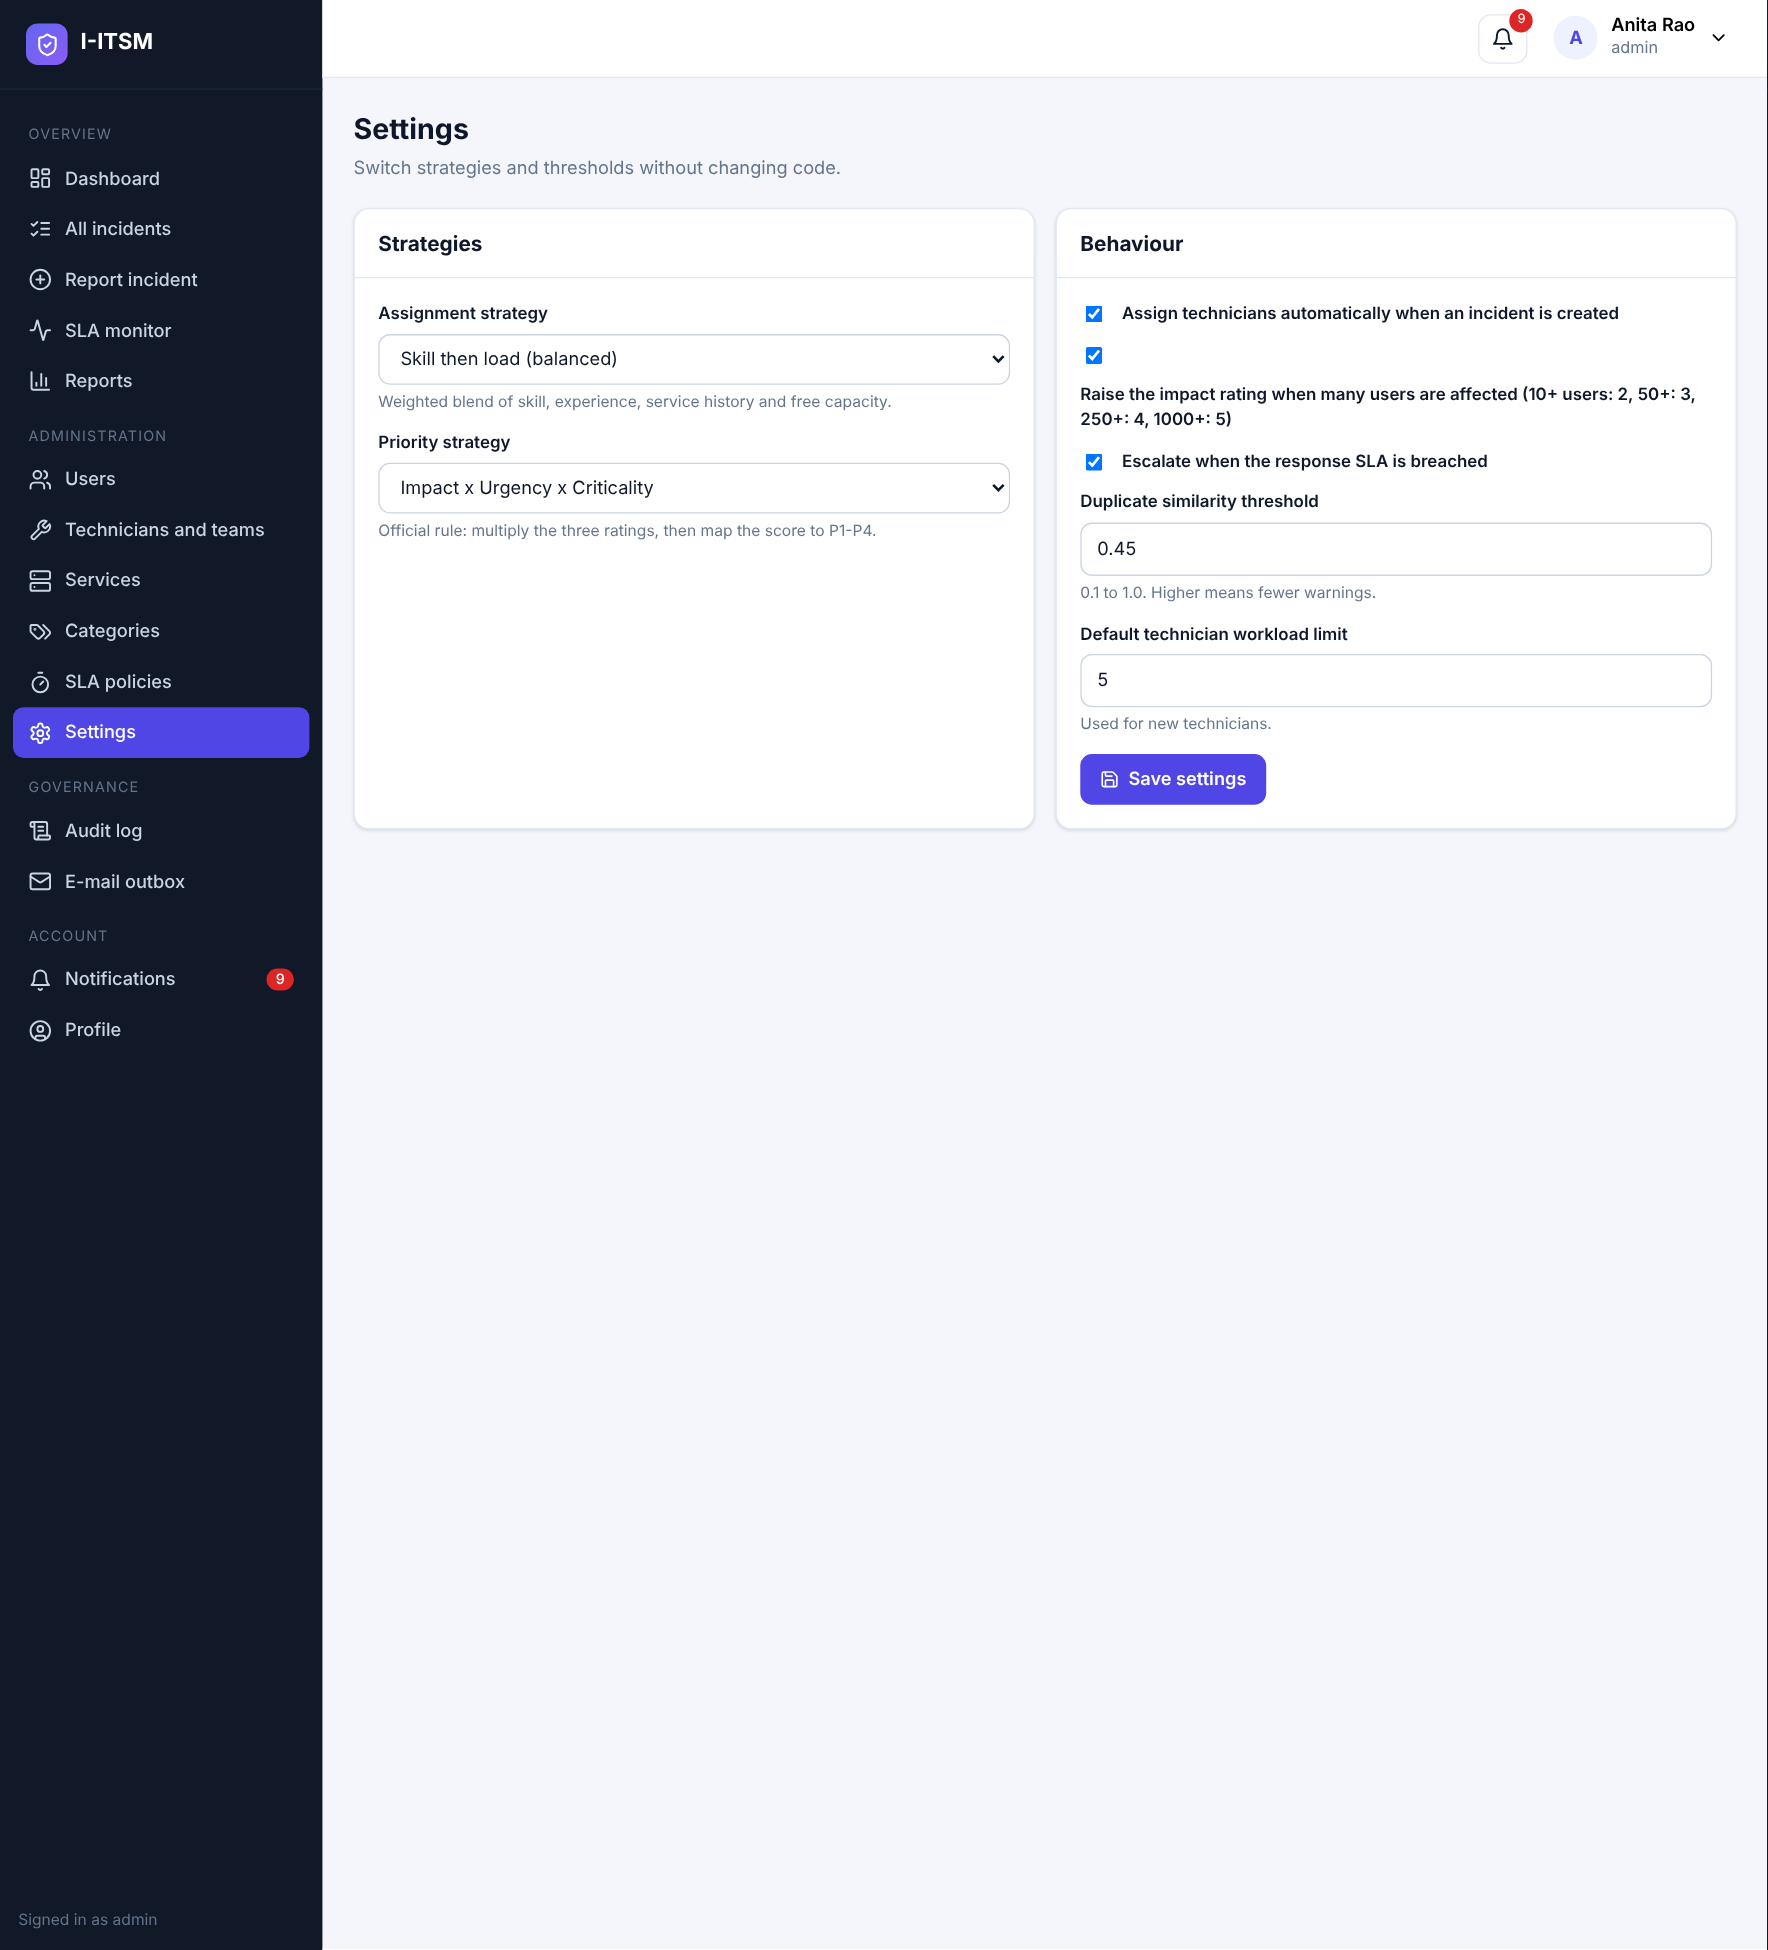 I-ITSM
9
A
Anita Rao
admin
OVERVIEW
Dashboard
All incidents
Report incident
SLA monitor
Reports
ADMINISTRATION
Users
Technicians and teams
Services
Categories
SLA policies
Settings
GOVERNANCE
Audit log
E-mail outbox
ACCOUNT
Notifications 9
Profile
Signed in as admin
Settings
Switch strategies and thresholds without changing code.
Strategies
Assignment strategy
Skill then load (balanced)
Weighted blend of skill, experience, service history and free capacity.
Priority strategy
Impact x Urgency x Criticality
Official rule: multiply the three ratings, then map the score to P1-P4.
Behaviour
Assign technicians automatically when an incident is created
Raise the impact rating when many users are affected (10+ users: 2, 50+: 3,
250+: 4, 1000+: 5)
Escalate when the response SLA is breached
Duplicate similarity threshold
0.45
0.1 to 1.0. Higher means fewer warnings.
Default technician workload limit
5
Used for new technicians.
Save settings